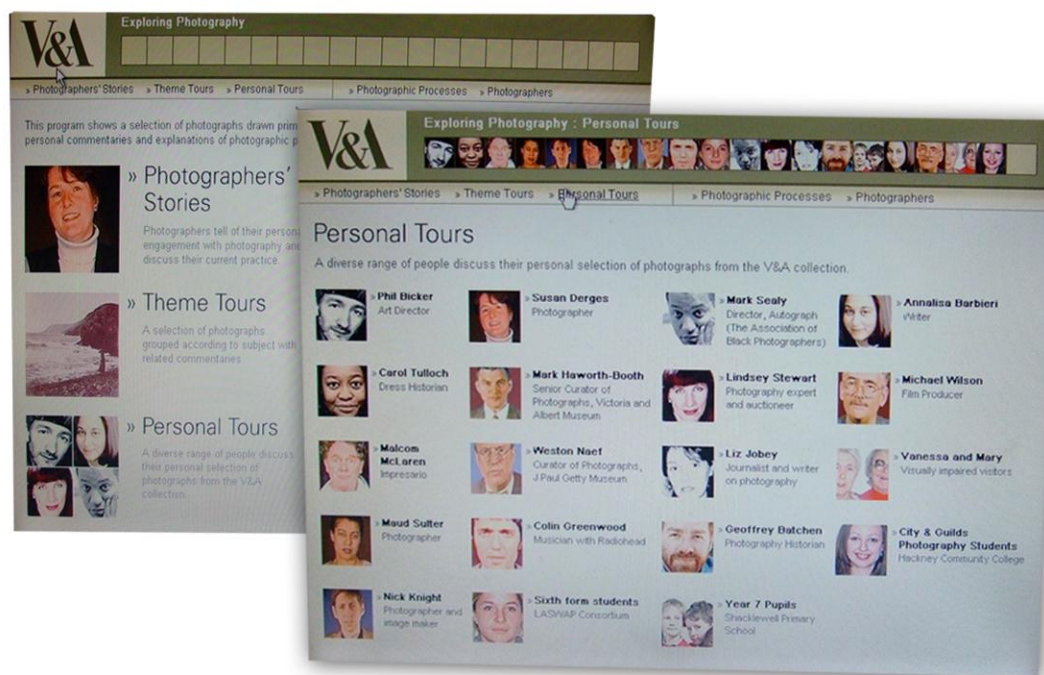 V&A
Exploring Photography
» Photographers' Stories » Theme Tours » Personal Tours » Photographic Processes » Photographers
This program shows a selection of photographs drawn prim
personal commentaries and explanations of photographic p
» Photographers'
Stories
Photographers tell of their persona
engagement with photography and
discuss their current practice.
» Theme Tours
A selection of photographs
grouped according to subject with
related commentaries
» Personal Tours
A diverse range of people discuss
their personal selection of
photographs from the V&A
collection.
V&A
Exploring Photography : Personal Tours
» Photographers' Stories » Theme Tours » Personal Tours » Photographic Processes » Photographers
Personal Tours
A diverse range of people discuss their personal selection of photographs from the V&A collection.
» Phil Bicker
Art Director
» Susan Derges
Photographer
» Mark Sealy
Director, Autograph
(The Association of
Black Photographers)
» Annalisa Barbieri
Writer
» Carol Tulloch
Dress Historian
» Mark Haworth-Booth
Senior Curator of
Photographs, Victoria and
Albert Museum
» Lindsey Stewart
Photography expert
and auctioneer
» Michael Wilson
Film Producer
» Malcom
McLaren
Impresario
» Weston Naef
Curator of Photographs,
J Paul Getty Museum
» Liz Jobey
Journalist and writer
on photography
» Vanessa and Mary
Visually impaired visitors
» Maud Sulter
Photographer
» Colin Greenwood
Musician with Radiohead
» Geoffrey Batchen
Photography Historian
» City & Guilds
Photography Students
Hackney Community College
» Nick Knight
Photographer and
image maker
» Sixth form students
LASWAP Consortium
» Year 7 Pupils
Shacklewell Primary
School